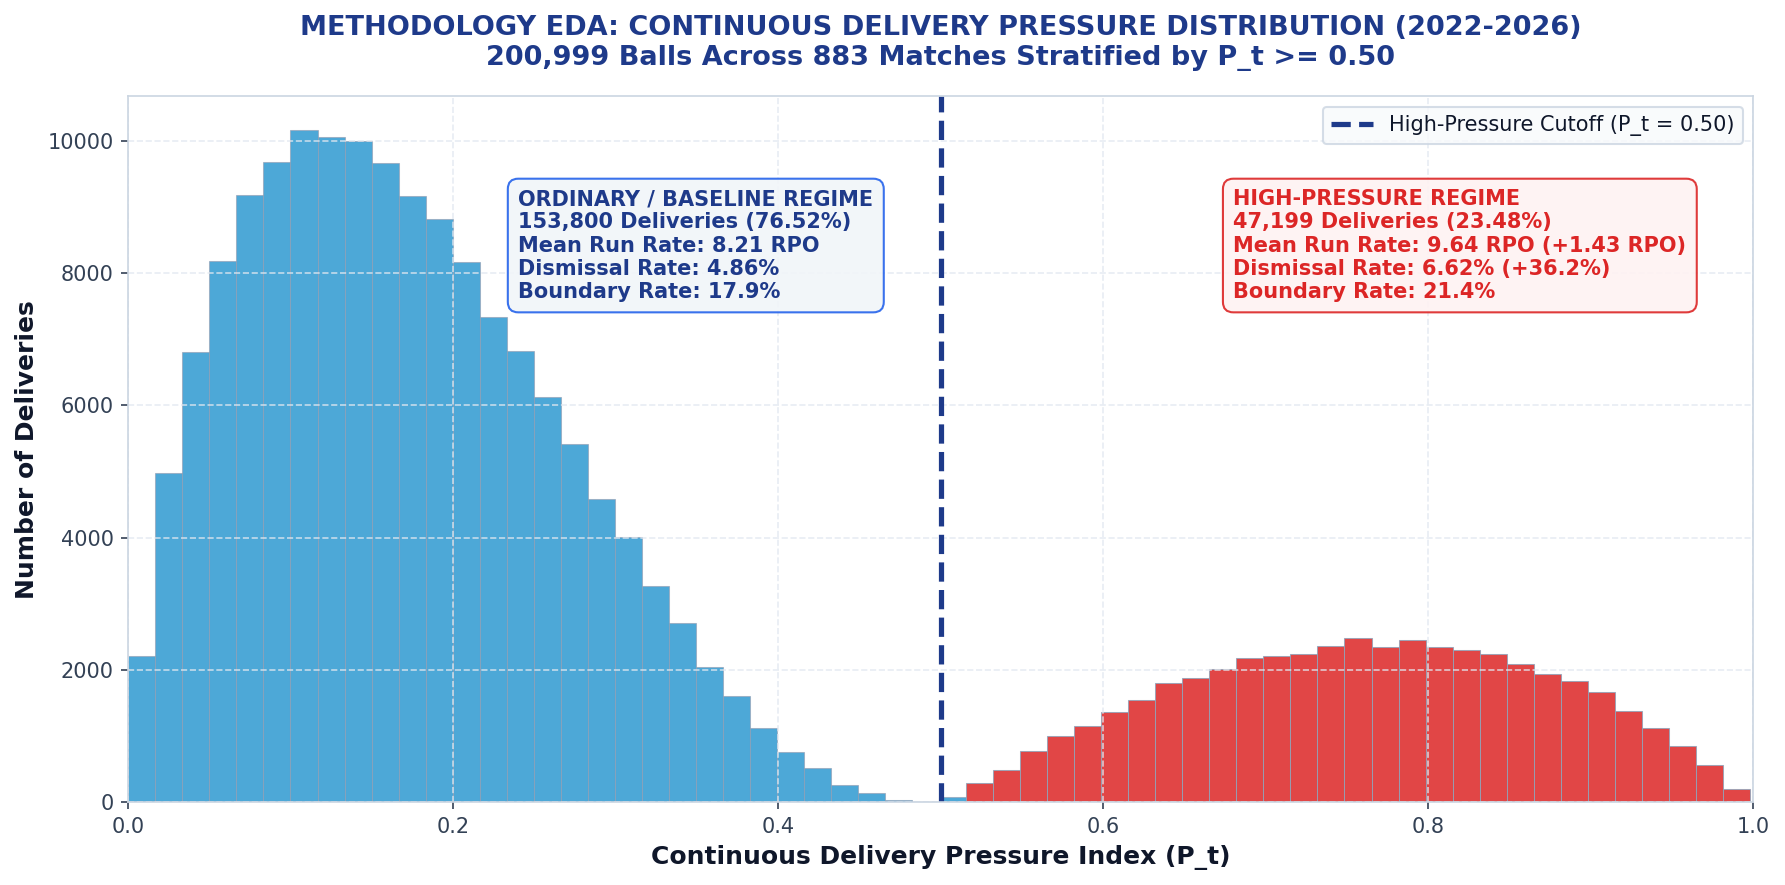 METHODOLOGY EDA: CONTINUOUS DELIVERY PRESSURE DISTRIBUTION (2022-2026)
200,999 Balls Across 883 Matches Stratified by P_t >= 0.50
High-Pressure Cutoff (P_t = 0.50)
ORDINARY / BASELINE REGIME
153,800 Deliveries (76.52%)
Mean Run Rate: 8.21 RPO
Dismissal Rate: 4.86%
Boundary Rate: 17.9%
HIGH-PRESSURE REGIME
47,199 Deliveries (23.48%)
Mean Run Rate: 9.64 RPO (+1.43 RPO)
Dismissal Rate: 6.62% (+36.2%)
Boundary Rate: 21.4%
Number of Deliveries
10000
8000
6000
4000
2000
0
0.0
0.2
0.4
0.6
0.8
1.0
Continuous Delivery Pressure Index (P_t)